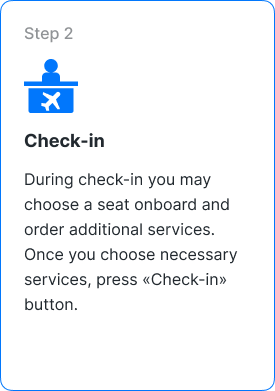 Step 2
Check-in
During check-in you may
choose a seat onboard and
order additional services.
Once you choose necessary
services, press «Check-in»
button.